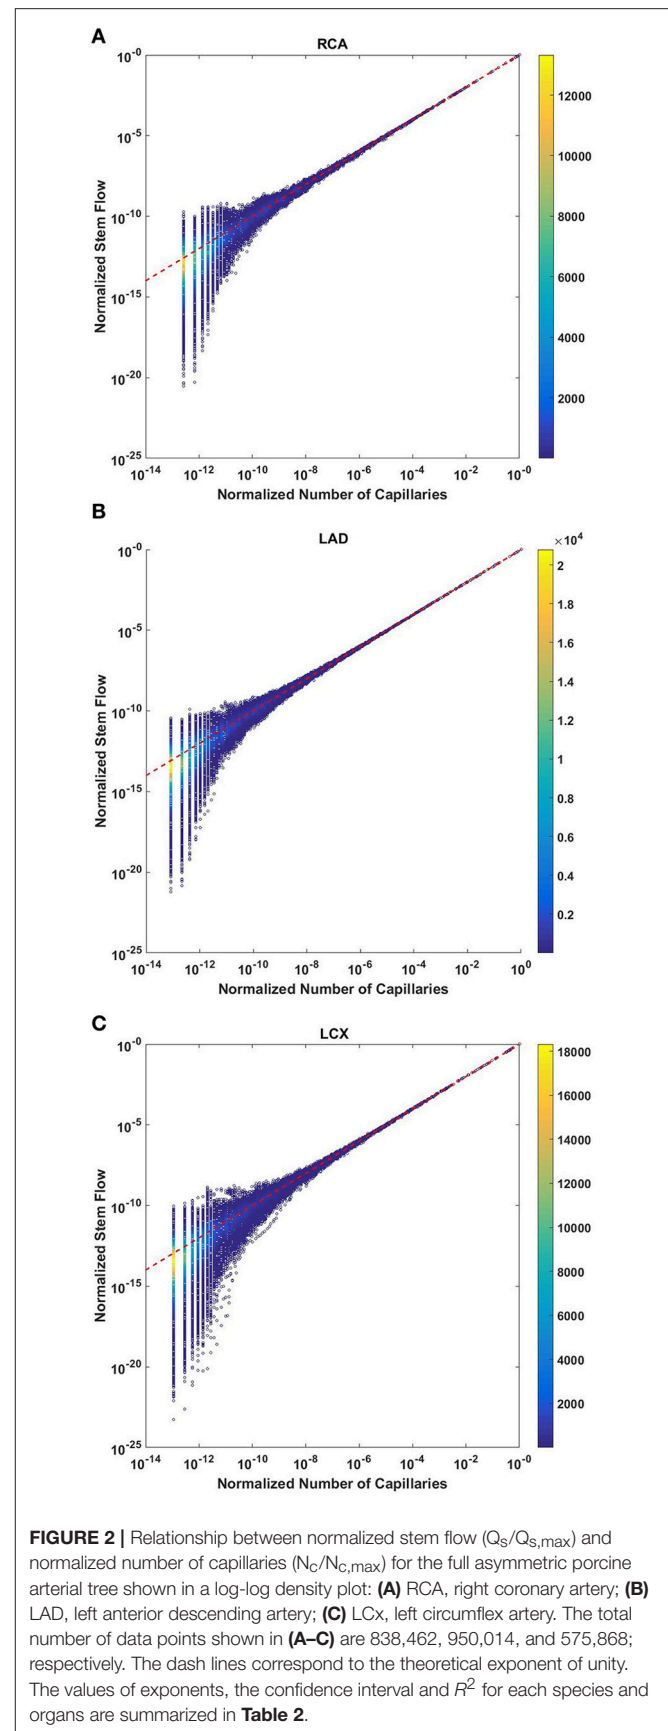 A
RCA
10^-0
10^-5
10^-10
10^-15
10^-20
10^-25
Normalized Stem Flow
10^-14 10^-12 10^-10 10^-8 10^-6 10^-4 10^-2 10^-0
Normalized Number of Capillaries
12000
10000
8000
6000
4000
2000
B
LAD
×10^4
10^-0
10^-5
10^-10
10^-15
10^-20
10^-25
Normalized Stem Flow
10^-14 10^-12 10^-10 10^-8 10^-6 10^-4 10^-2 10^0
Normalized Number of Capillaries
2
1.8
1.6
1.4
1.2
1
0.8
0.6
0.4
0.2
C
LCX
10^-0
10^-5
10^-10
10^-15
10^-20
10^-25
Normalized Stem Flow
10^-14 10^-12 10^-10 10^-8 10^-6 10^-4 10^-2 10^-0
Normalized Number of Capillaries
18000
16000
14000
12000
10000
8000
6000
4000
2000
FIGURE 2 | Relationship between normalized stem flow (Qs/Qs,max) and
normalized number of capillaries (Nc/Nc,max) for the full asymmetric porcine
arterial tree shown in a log-log density plot: (A) RCA, right coronary artery; (B)
LAD, left anterior descending artery; (C) LCx, left circumflex artery. The total
number of data points shown in (A–C) are 838,462, 950,014, and 575,868;
respectively. The dash lines correspond to the theoretical exponent of unity.
The values of exponents, the confidence interval and R^2 for each species and
organs are summarized in Table 2.